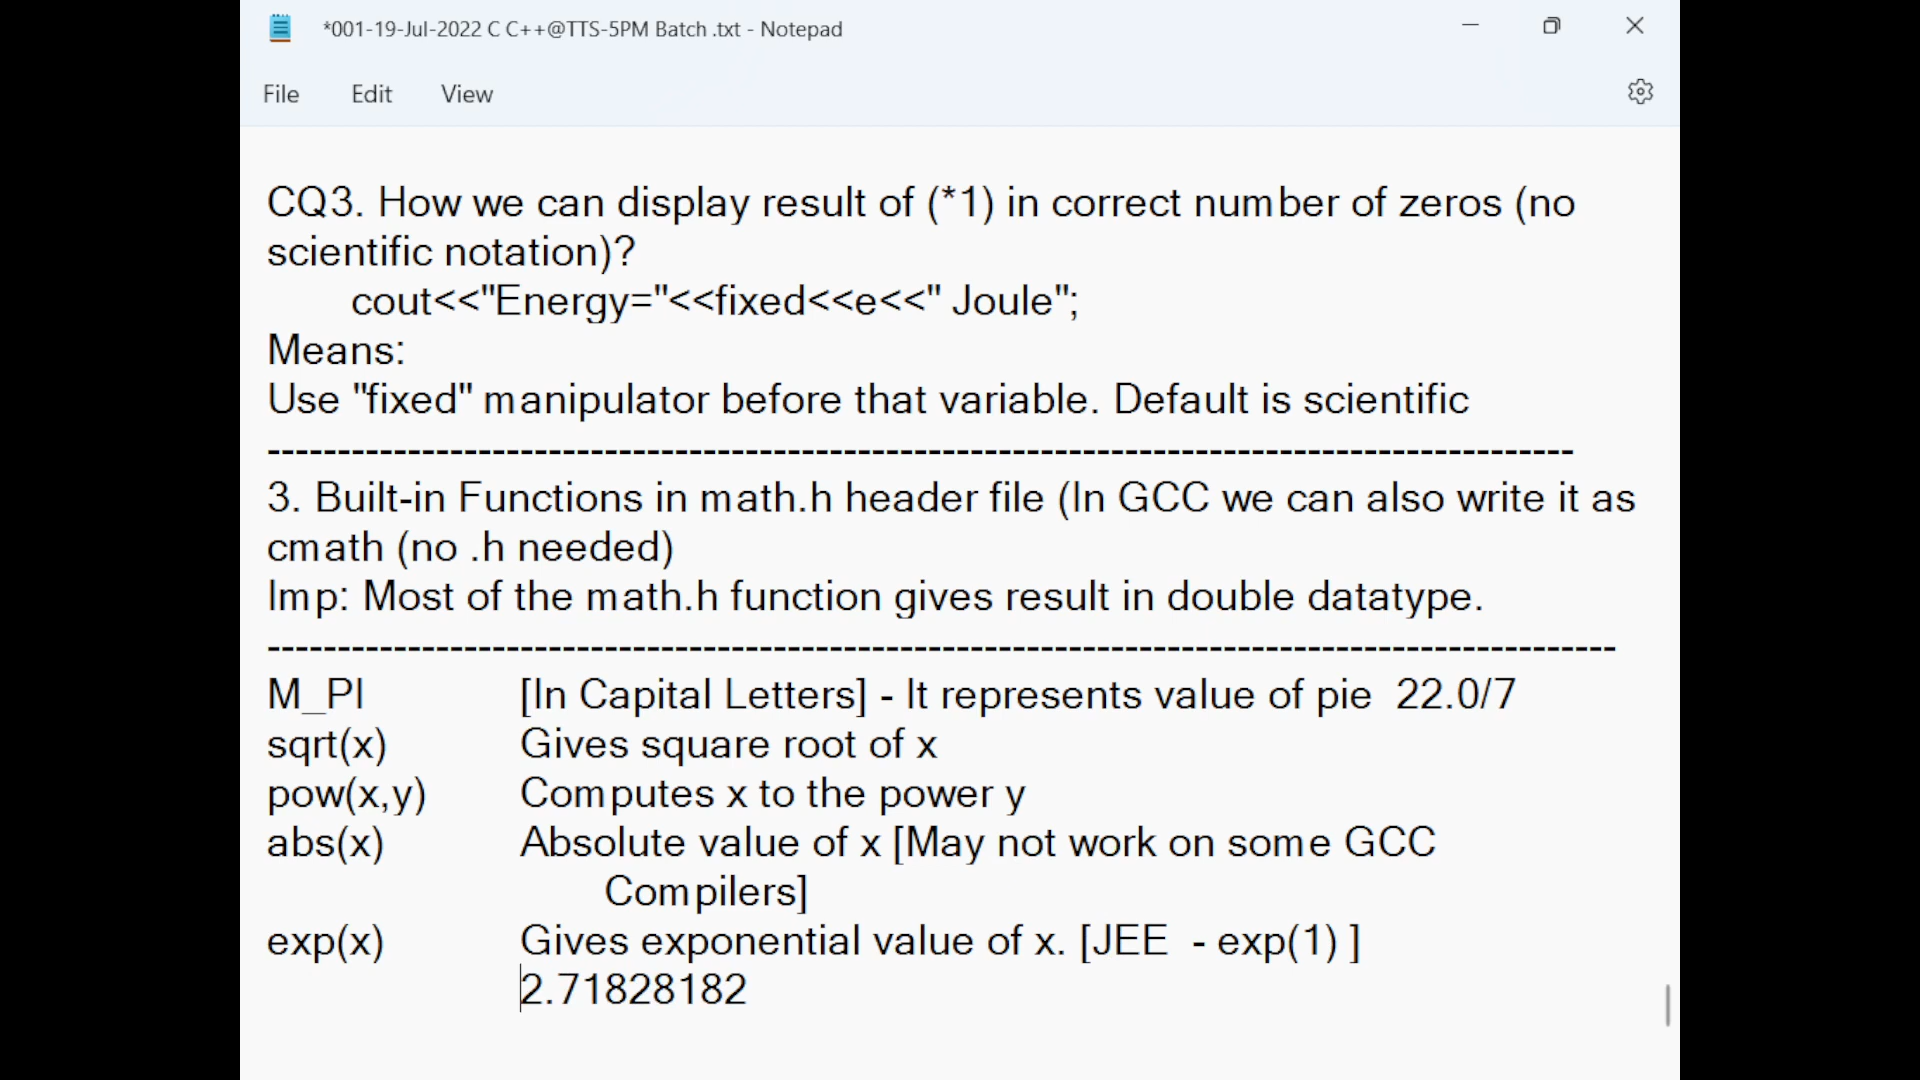 *001-19-Jul-2022 C C++@TTS-5PM Batch .txt - Notepad
File Edit View
CQ3. How we can display result of (*1) in correct number of zeros (no
scientific notation)?
cout<<"Energy="<<fixed<<e<<" Joule";
Means:
Use "fixed" manipulator before that variable. Default is scientific
---------------------------------------------------------------------------------------------
3. Built-in Functions in math.h header file (In GCC we can also write it as
cmath (no .h needed)
Imp: Most of the math.h function gives result in double datatype.
------------------------------------------------------------------------------------------------
M_PI [In Capital Letters] - It represents value of pie 22.0/7
sqrt(x) Gives square root of x
pow(x,y) Computes x to the power y
abs(x) Absolute value of x [May not work on some GCC
Compilers]
exp(x) Gives exponential value of x. [JEE - exp(1) ]
2.71828182